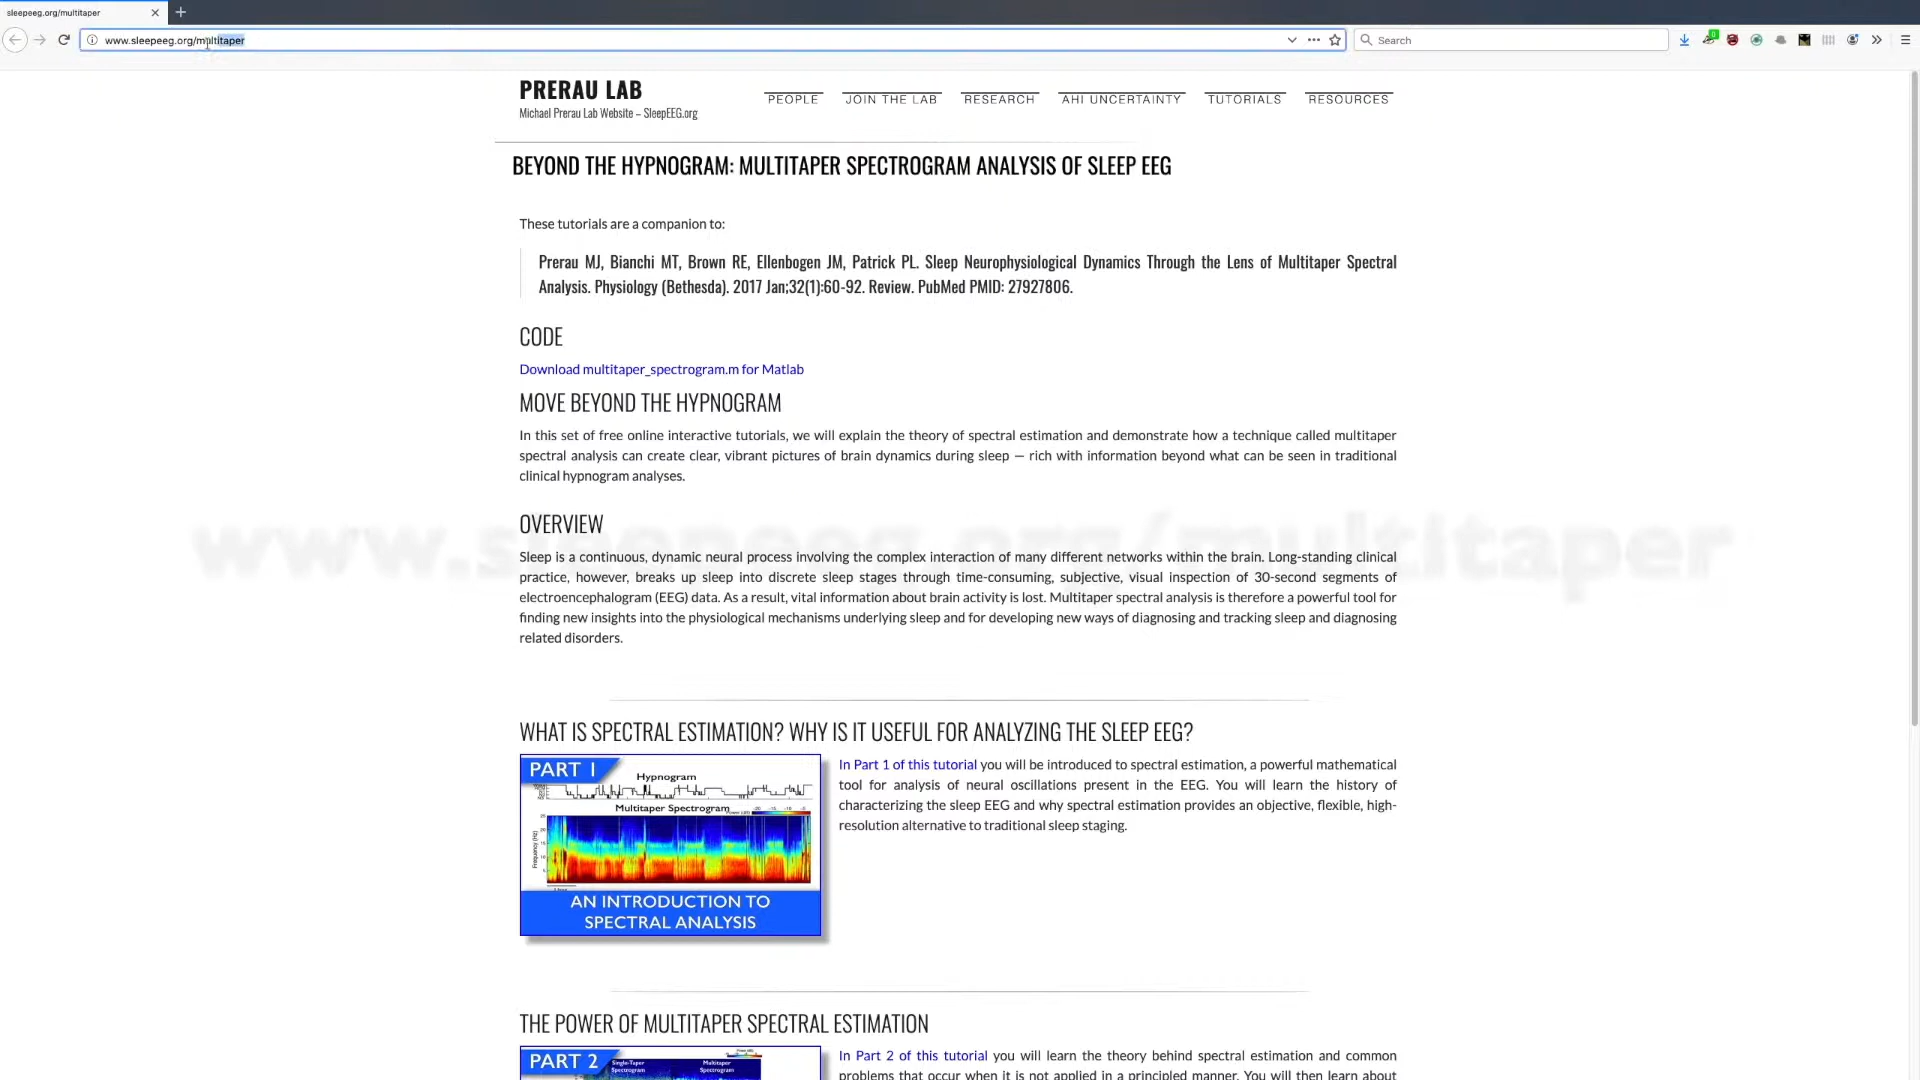 sleepeeg.org/multitaper
www.sleepeeg.org/multitaper
Search
PRERAU LAB
Michael Prerau Lab Website – SleepEEG.org
PEOPLE JOIN THE LAB RESEARCH AHI UNCERTAINTY TUTORIALS RESOURCES
BEYOND THE HYPNOGRAM: MULTITAPER SPECTROGRAM ANALYSIS OF SLEEP EEG
These tutorials are a companion to:
Prerau MJ, Bianchi MT, Brown RE, Ellenbogen JM, Patrick PL. Sleep Neurophysiological Dynamics Through the Lens of Multitaper Spectral
Analysis. Physiology (Bethesda). 2017 Jan;32(1):60-92. Review. PubMed PMID: 27927806.
CODE
Download multitaper_spectrogram.m for Matlab
MOVE BEYOND THE HYPNOGRAM
In this set of free online interactive tutorials, we will explain the theory of spectral estimation and demonstrate how a technique called multitaper
spectral analysis can create clear, vibrant pictures of brain dynamics during sleep — rich with information beyond what can be seen in traditional
clinical hypnogram analyses.
OVERVIEW
www.sleepeeg.org/multitaper
Sleep is a continuous, dynamic neural process involving the complex interaction of many different networks within the brain. Long-standing clinical
practice, however, breaks up sleep into discrete sleep stages through time-consuming, subjective, visual inspection of 30-second segments of
electroencephalogram (EEG) data. As a result, vital information about brain activity is lost. Multitaper spectral analysis is therefore a powerful tool for
finding new insights into the physiological mechanisms underlying sleep and for developing new ways of diagnosing and tracking sleep and diagnosing
related disorders.
WHAT IS SPECTRAL ESTIMATION? WHY IS IT USEFUL FOR ANALYZING THE SLEEP EEG?
PART 1
Hypnogram
Multitaper Spectrogram
Frequency (Hz)
AN INTRODUCTION TO
SPECTRAL ANALYSIS
In Part 1 of this tutorial you will be introduced to spectral estimation, a powerful mathematical
tool for analysis of neural oscillations present in the EEG. You will learn the history of
characterizing the sleep EEG and why spectral estimation provides an objective, flexible, high-
resolution alternative to traditional sleep staging.
THE POWER OF MULTITAPER SPECTRAL ESTIMATION
PART 2
Single-Taper
Spectrogram
Multitaper
Spectrogram
In Part 2 of this tutorial you will learn the theory behind spectral estimation and common
problems that occur when it is not applied in a principled manner. You will then learn about